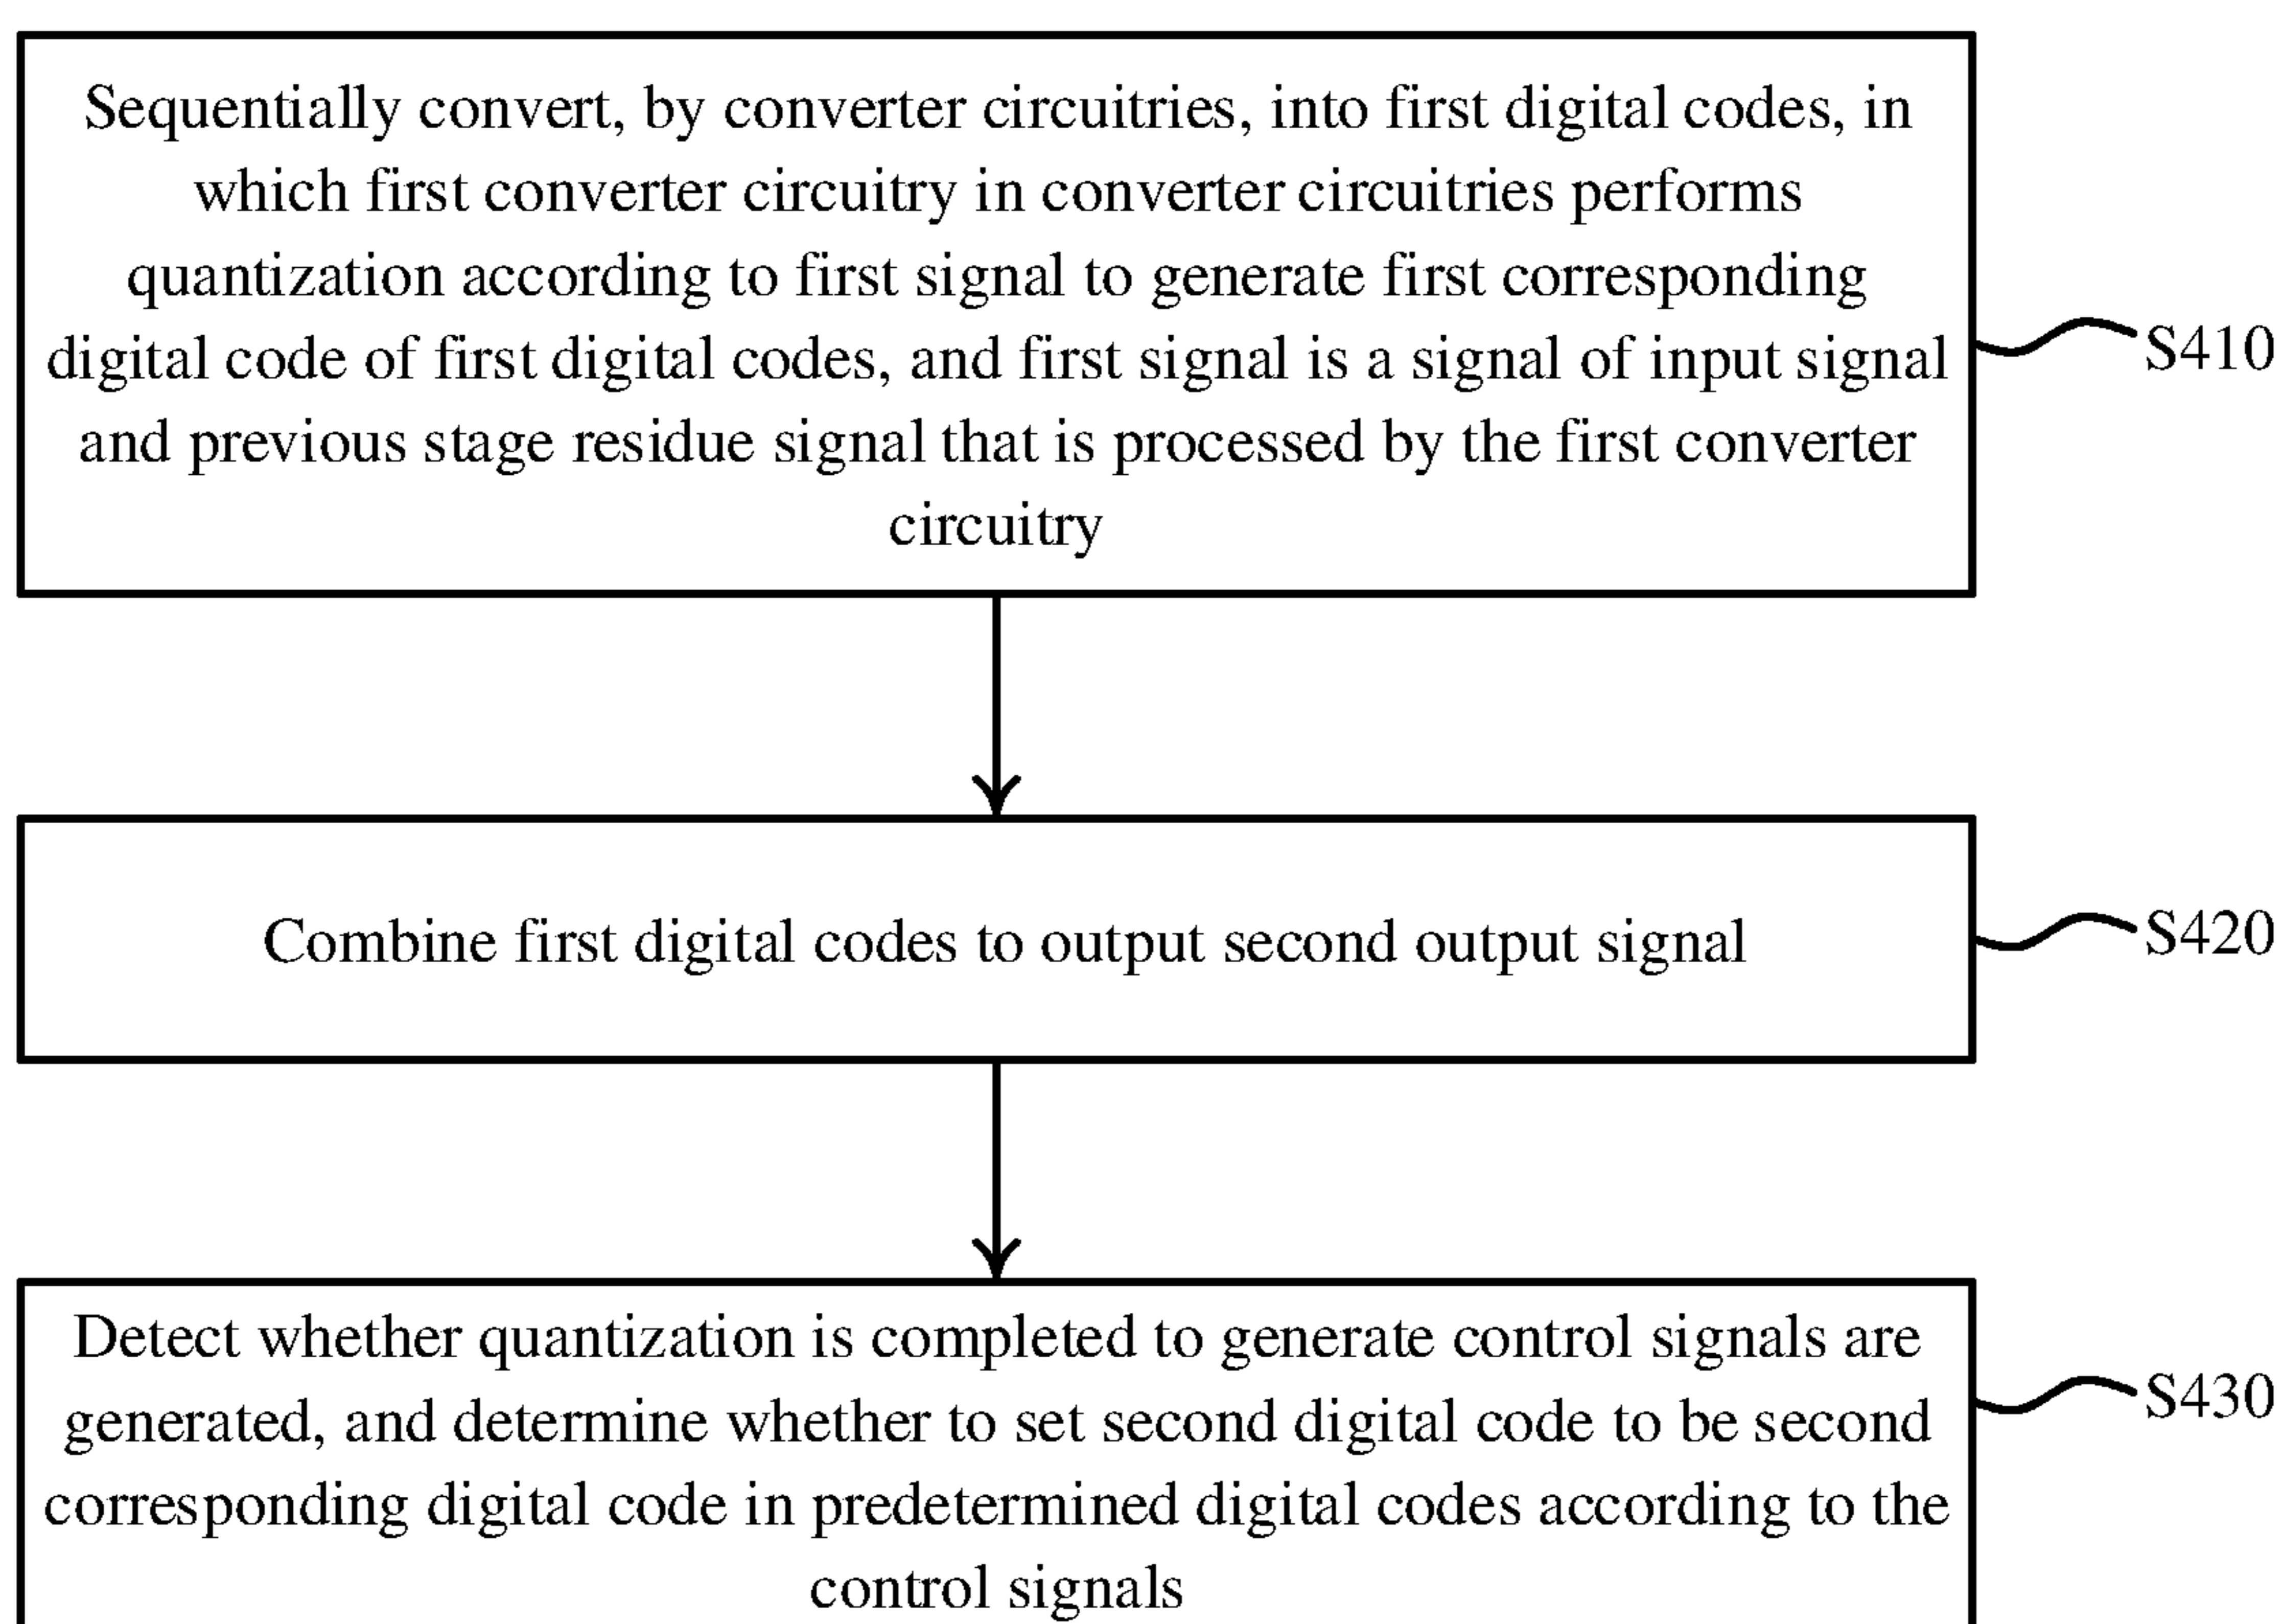 Sequentially convert, by converter circuitries, into first digital codes, in
which first converter circuitry in converter circuitries performs
quantization according to first signal to generate first corresponding
digital code of first digital codes, and first signal is a signal of input signal
and previous stage residue signal that is processed by the first converter
circuitry
S410
Combine first digital codes to output second output signal
S420
Detect whether quantization is completed to generate control signals are
generated, and determine whether to set second digital code to be second
corresponding digital code in predetermined digital codes according to the
control signals
S430